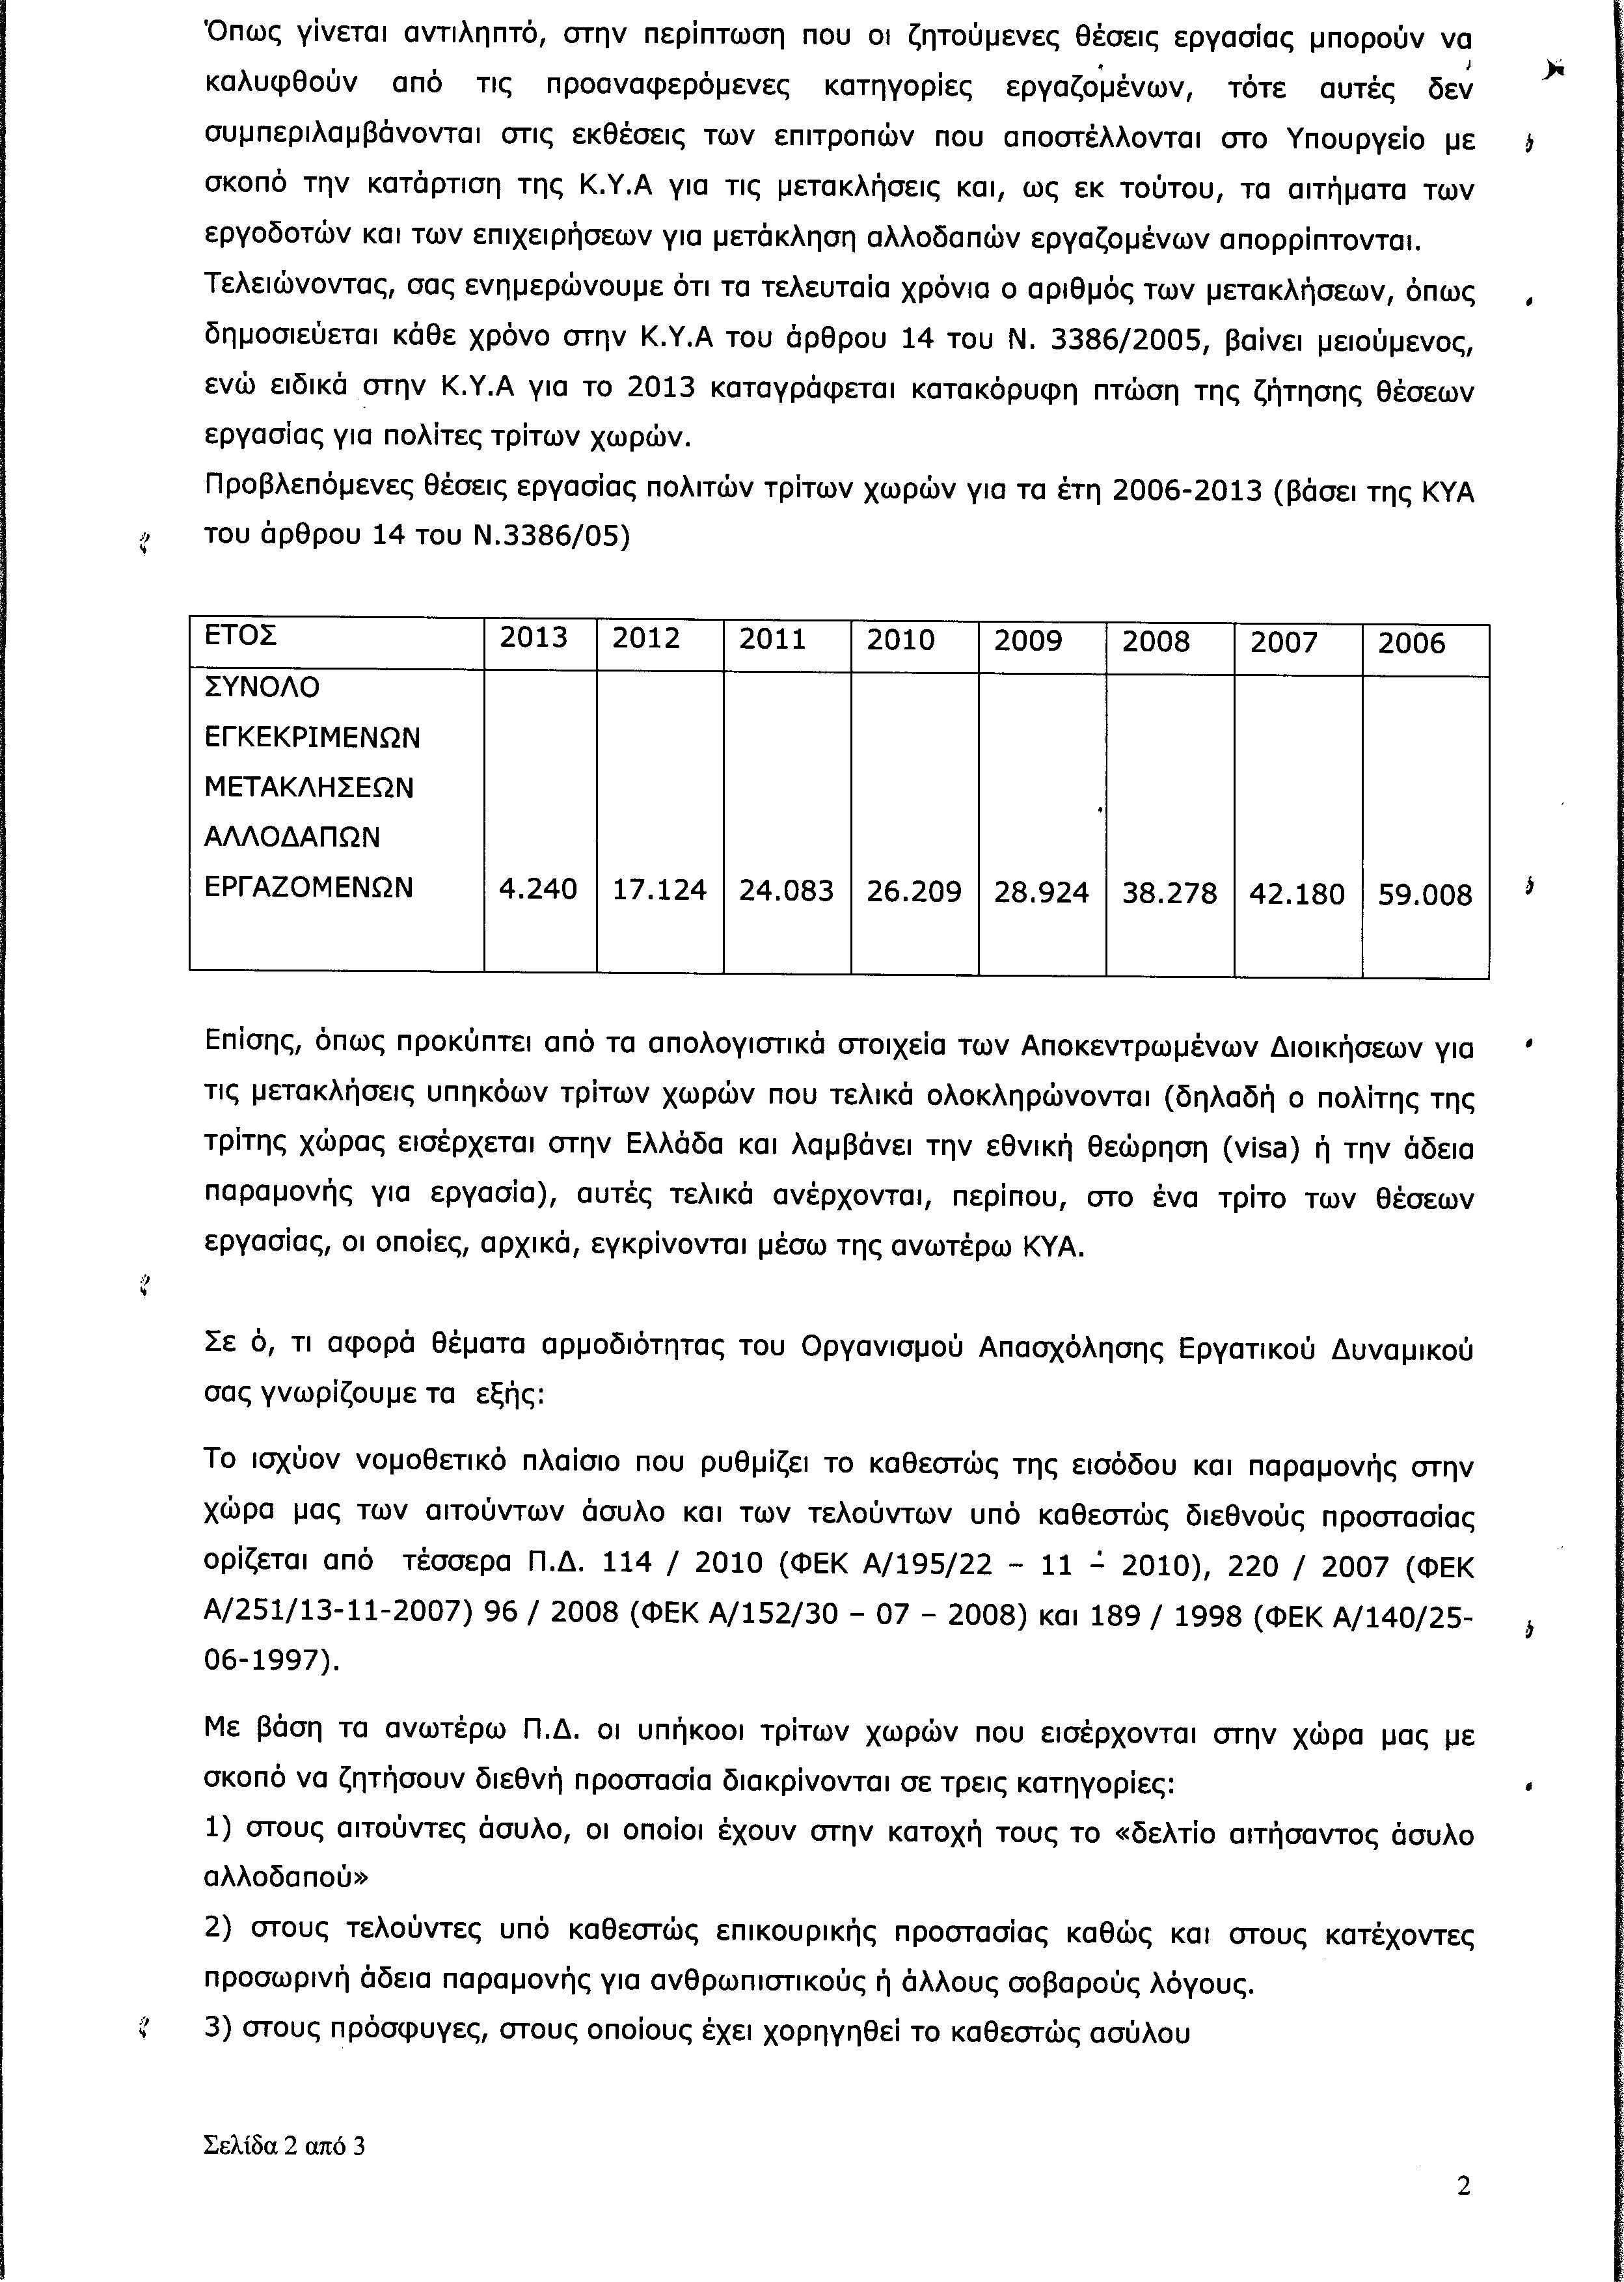 Όπως γίνεται αντιληπτό, στην περίπτωση που οι ζητούμενες θέσεις εργασίας μπορούν να
καλυφθούν από τις προαναφερόμενες κατηγορίες εργαζομένων, τότε αυτές δεν
συμπεριλαμβάνονται στις εκθέσεις των επιτροπών που αποστέλλονται στο Υπουργείο με
σκοπό την κατάρτιση της Κ.Υ.Α για τις μετακλήσεις και, ως εκ τούτου, τα αιτήματα των
εργοδοτών και των επιχειρήσεων για μετάκληση αλλοδαπών εργαζομένων απορρίπτονται.
Τελειώνοντας, σας ενημερώνουμε ότι τα τελευταία χρόνια ο αριθμός των μετακλήσεων, όπως
δημοσιεύεται κάθε χρόνο στην Κ.Υ.Α του άρθρου 14 του Ν. 3386/2005, βαίνει μειούμενος,
ενώ ειδικά στην Κ.Υ.Α για το 2013 καταγράφεται κατακόρυφη πτώση της ζήτησης θέσεων
εργασίας για πολίτες τρίτων χωρών.
Προβλεπόμενες θέσεις εργασίας πολιτών τρίτων χωρών για τα έτη 2006-2013 (βάσει της ΚΥΑ
του άρθρου 14 του Ν.3386/05)
ΕΤΟΣ 2013 2012 2011 2010 2009 2008 2007 2006
ΣΥΝΟΛΟ
ΕΓΚΕΚΡΙΜΕΝΩΝ
ΜΕΤΑΚΛΗΣΕΩΝ
ΑΛΛΟΔΑΠΩΝ
ΕΡΓΑΖΟΜΕΝΩΝ 4.240 17.124 24.083 26.209 28.924 38.278 42.180 59.008
Επίσης, όπως προκύπτει από τα απολογιστικά στοιχεία των Αποκεντρωμένων Διοικήσεων για
τις μετακλήσεις υπηκόων τρίτων χωρών που τελικά ολοκληρώνονται (δηλαδή ο πολίτης της
τρίτης χώρας εισέρχεται στην Ελλάδα και λαμβάνει την εθνική θεώρηση (visa) ή την άδεια
παραμονής για εργασία), αυτές τελικά ανέρχονται, περίπου, στο ένα τρίτο των θέσεων
εργασίας, οι οποίες, αρχικά, εγκρίνονται μέσω της ανωτέρω ΚΥΑ.
Σε ό, τι αφορά θέματα αρμοδιότητας του Οργανισμού Απασχόλησης Εργατικού Δυναμικού
σας γνωρίζουμε τα εξής:
Το ισχύον νομοθετικό πλαίσιο που ρυθμίζει το καθεστώς της εισόδου και παραμονής στην
χώρα μας των αιτούντων άσυλο και των τελούντων υπό καθεστώς διεθνούς προστασίας
ορίζεται από τέσσερα Π.Δ. 114 / 2010 (ΦΕΚ Α/195/22 – 11 – 2010), 220 / 2007 (ΦΕΚ
Α/251/13-11-2007) 96 / 2008 (ΦΕΚ Α/152/30 – 07 – 2008) και 189 / 1998 (ΦΕΚ Α/140/25-
06-1997).
Με βάση τα ανωτέρω Π.Δ. οι υπήκοοι τρίτων χωρών που εισέρχονται στην χώρα μας με
σκοπό να ζητήσουν διεθνή προστασία διακρίνονται σε τρεις κατηγορίες:
1) στους αιτούντες άσυλο, οι οποίοι έχουν στην κατοχή τους το «δελτίο αιτήσαντος άσυλο
αλλοδαπού»
2) στους τελούντες υπό καθεστώς επικουρικής προστασίας καθώς και στους κατέχοντες
προσωρινή άδεια παραμονής για ανθρωπιστικούς ή άλλους σοβαρούς λόγους.
3) στους πρόσφυγες, στους οποίους έχει χορηγηθεί το καθεστώς ασύλου
Σελίδα 2 από 3
2